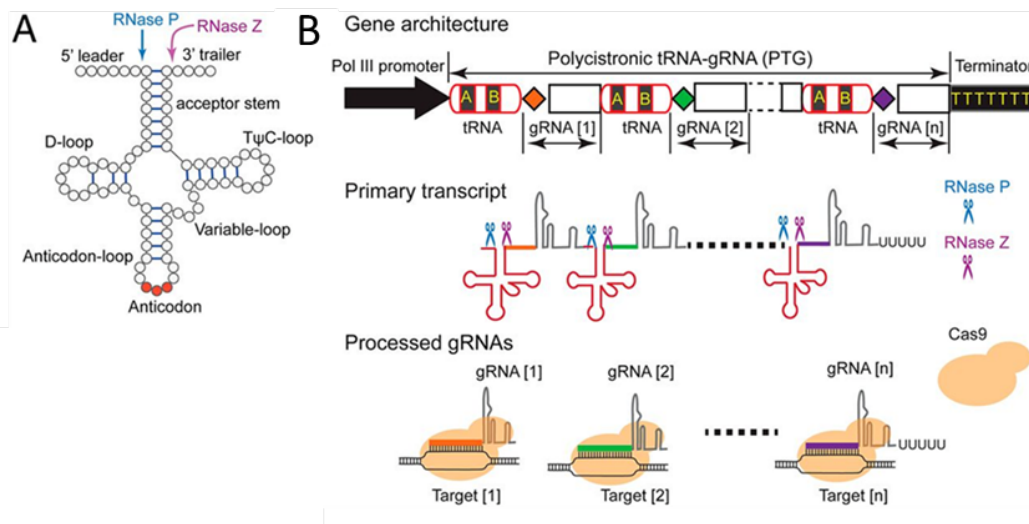 A
RNase P
RNase Z
5' leader
3' trailer
acceptor stem
D-loop
TψC-loop
Variable-loop
Anticodon-loop
Anticodon
B
Gene architecture
Pol III promoter
Polycistronic tRNA-gRNA (PTG)
Terminator
A B
A B
A B
TTTTTTT
tRNA
gRNA [1]
tRNA
gRNA [2]
tRNA
gRNA [n]
Primary transcript
RNase P
UUUUU
RNase Z
Processed gRNAs
Cas9
gRNA [1]
gRNA [2]
gRNA [n]
UUUUU
Target [1]
Target [2]
Target [n]